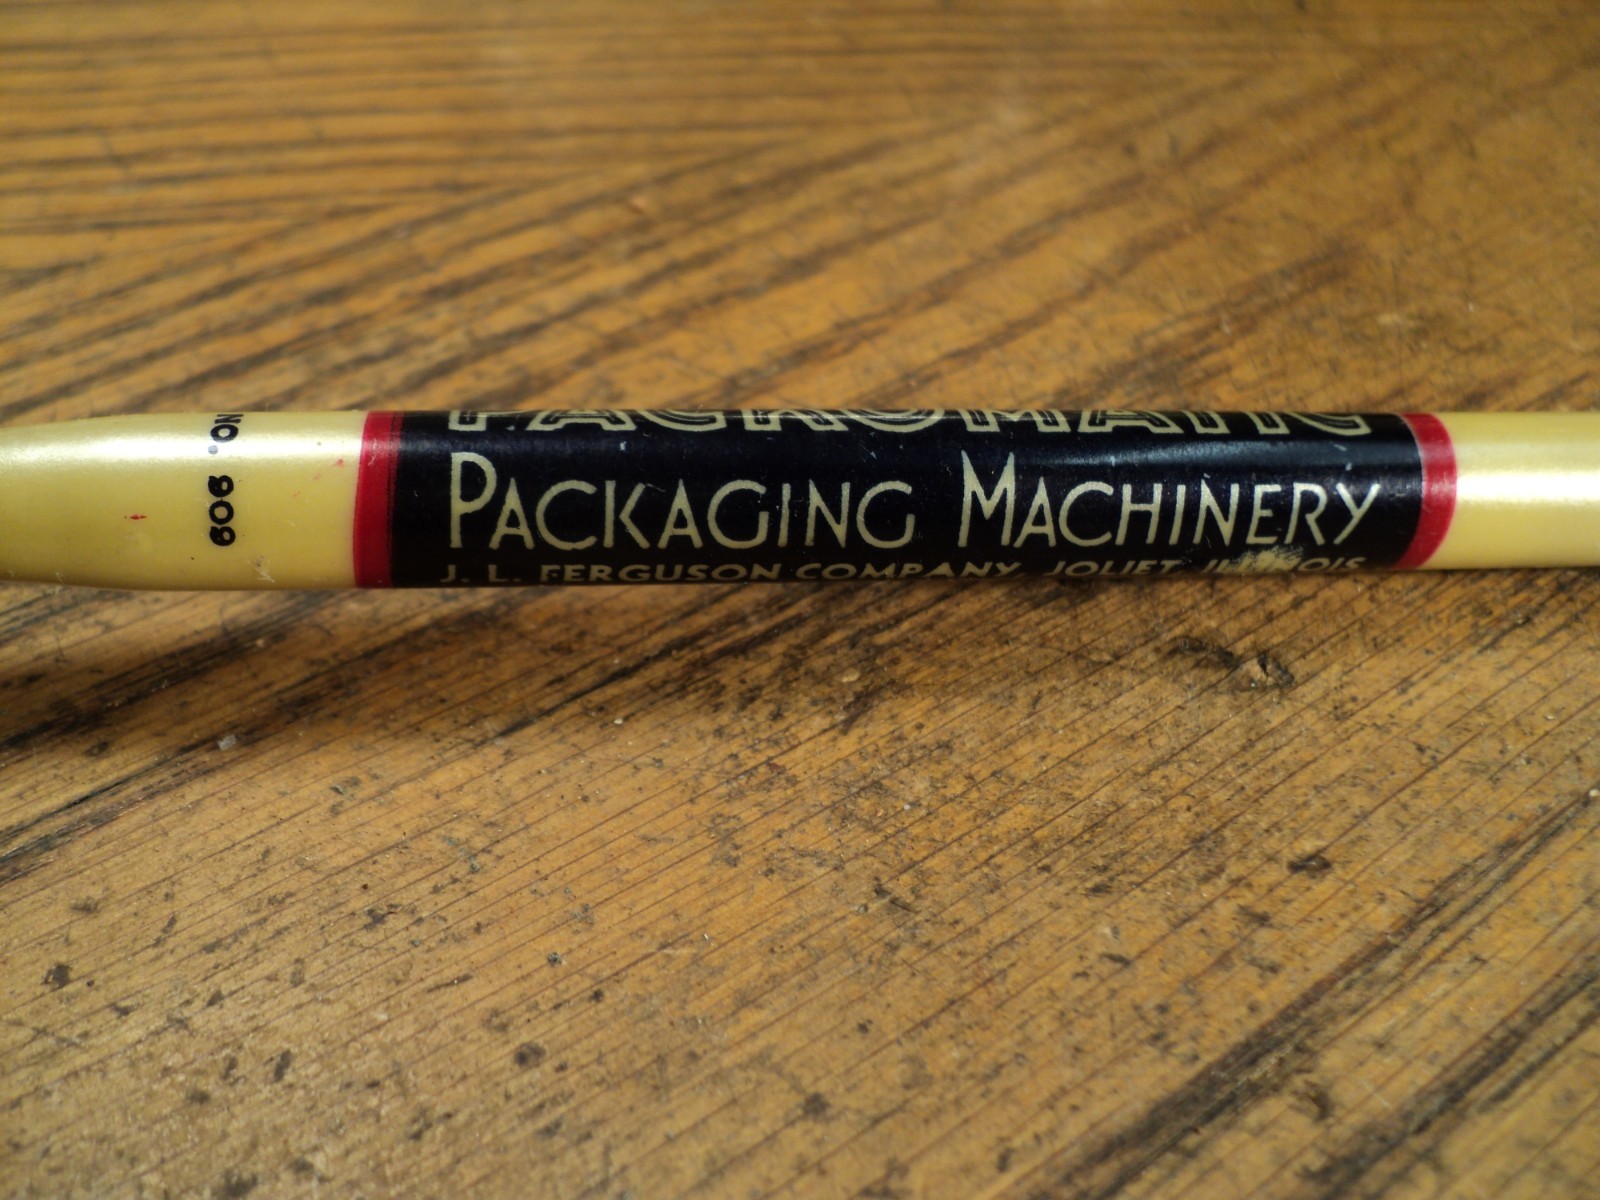 PACKOMATIC
PACKAGING MACHINERY
J. L. FERGUSON COMPANY, JOLIET, ILLINOIS
NO. 909